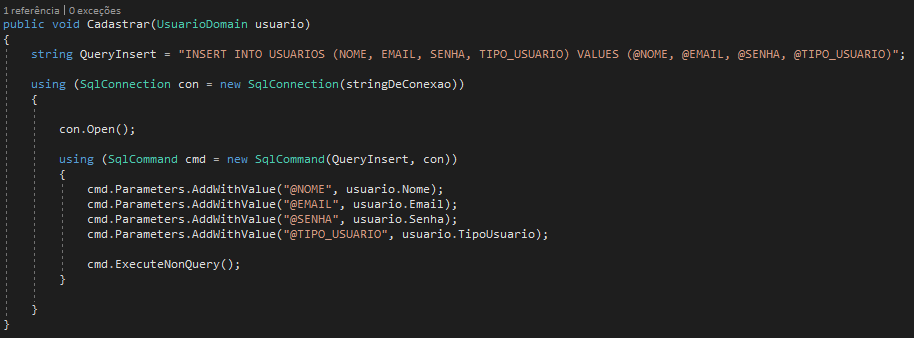 1 referência | 0 exceções
public void Cadastrar(UsuarioDomain usuario)
{
string QueryInsert = "INSERT INTO USUARIOS (NOME, EMAIL, SENHA, TIPO_USUARIO) VALUES (@NOME, @EMAIL, @SENHA, @TIPO_USUARIO)";
using (SqlConnection con = new SqlConnection(stringDeConexao))
{
con.Open();
using (SqlCommand cmd = new SqlCommand(QueryInsert, con))
{
cmd.Parameters.AddWithValue("@NOME", usuario.Nome);
cmd.Parameters.AddWithValue("@EMAIL", usuario.Email);
cmd.Parameters.AddWithValue("@SENHA", usuario.Senha);
cmd.Parameters.AddWithValue("@TIPO_USUARIO", usuario.TipoUsuario);
cmd.ExecuteNonQuery();
}
}
}